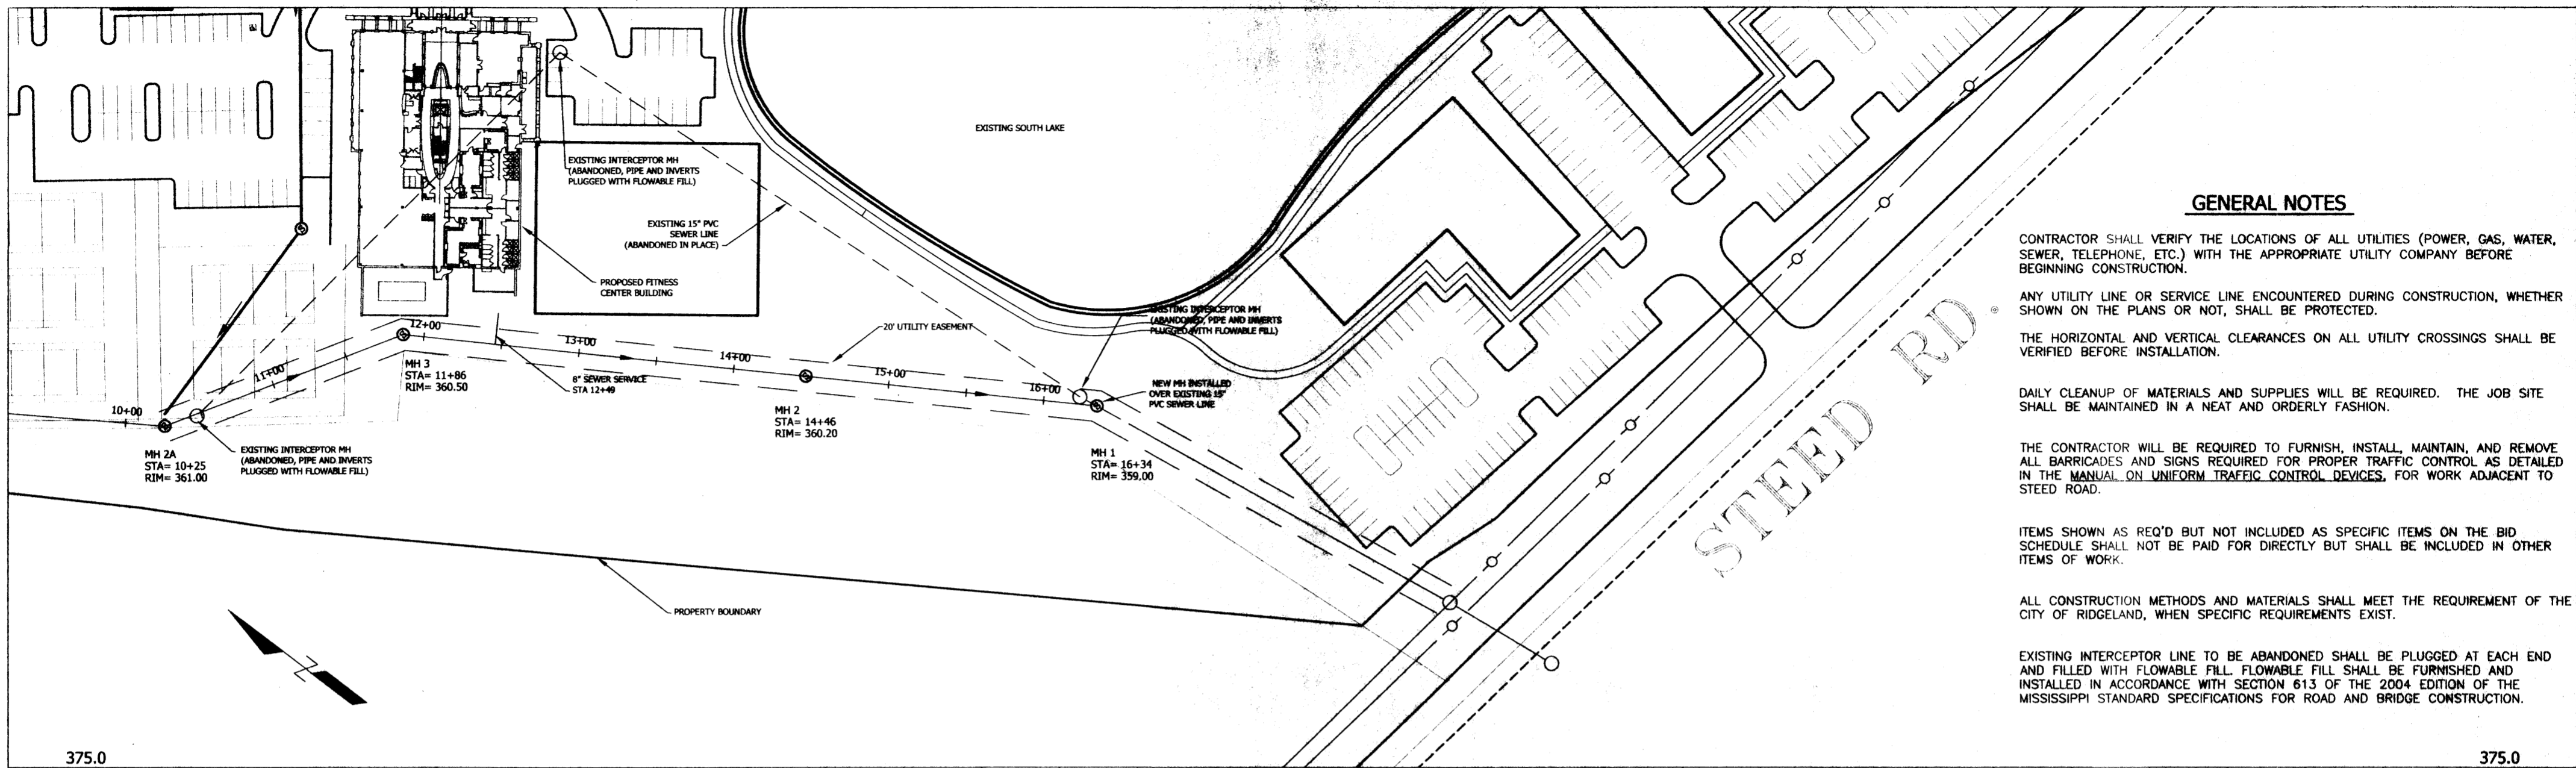 EXISTING SOUTH LAKE
EXISTING INTERCEPTOR MH
(ABANDONED, PIPE AND INVERTS
PLUGGED WITH FLOWABLE FILL)
EXISTING 15" PVC
SEWER LINE
(ABANDONED IN PLACE)
PROPOSED FITNESS
CENTER BUILDING
EXISTING INTERCEPTOR MH
(ABANDONED, PIPE AND INVERTS
PLUGGED WITH FLOWABLE FILL)
20' UTILITY EASEMENT
10+00
11+00
12+00
13+00
14+00
15+00
16+00
MH 3
STA= 11+86
RIM= 360.50
8" SEWER SERVICE
STA 12+49
NEW MH INSTALLED
OVER EXISTING 15"
PVC SEWER LINE
MH 2
STA= 14+46
RIM= 360.20
MH 2A
STA= 10+25
RIM= 361.00
EXISTING INTERCEPTOR MH
(ABANDONED, PIPE AND INVERTS
PLUGGED WITH FLOWABLE FILL)
MH 1
STA= 16+34
RIM= 359.00
PROPERTY BOUNDARY
STEED RD.
GENERAL NOTES
CONTRACTOR SHALL VERIFY THE LOCATIONS OF ALL UTILITIES (POWER, GAS, WATER,
SEWER, TELEPHONE, ETC.) WITH THE APPROPRIATE UTILITY COMPANY BEFORE
BEGINNING CONSTRUCTION.
ANY UTILITY LINE OR SERVICE LINE ENCOUNTERED DURING CONSTRUCTION, WHETHER
SHOWN ON THE PLANS OR NOT, SHALL BE PROTECTED.
THE HORIZONTAL AND VERTICAL CLEARANCES ON ALL UTILITY CROSSINGS SHALL BE
VERIFIED BEFORE INSTALLATION.
DAILY CLEANUP OF MATERIALS AND SUPPLIES WILL BE REQUIRED. THE JOB SITE
SHALL BE MAINTAINED IN A NEAT AND ORDERLY FASHION.
THE CONTRACTOR WILL BE REQUIRED TO FURNISH, INSTALL, MAINTAIN, AND REMOVE
ALL BARRICADES AND SIGNS REQUIRED FOR PROPER TRAFFIC CONTROL AS DETAILED
IN THE MANUAL ON UNIFORM TRAFFIC CONTROL DEVICES, FOR WORK ADJACENT TO
STEED ROAD.
ITEMS SHOWN AS REQ'D BUT NOT INCLUDED AS SPECIFIC ITEMS ON THE BID
SCHEDULE SHALL NOT BE PAID FOR DIRECTLY BUT SHALL BE INCLUDED IN OTHER
ITEMS OF WORK.
ALL CONSTRUCTION METHODS AND MATERIALS SHALL MEET THE REQUIREMENT OF THE
CITY OF RIDGELAND, WHEN SPECIFIC REQUIREMENTS EXIST.
EXISTING INTERCEPTOR LINE TO BE ABANDONED SHALL BE PLUGGED AT EACH END
AND FILLED WITH FLOWABLE FILL. FLOWABLE FILL SHALL BE FURNISHED AND
INSTALLED IN ACCORDANCE WITH SECTION 613 OF THE 2004 EDITION OF THE
MISSISSIPPI STANDARD SPECIFICATIONS FOR ROAD AND BRIDGE CONSTRUCTION.
375.0
375.0